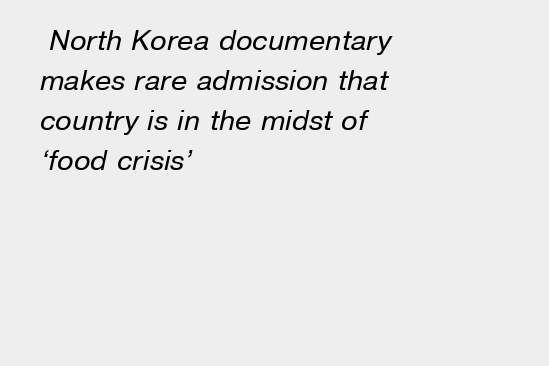 North Korea documentary
makes rare admission that
country is in the midst of
‘food crisis’